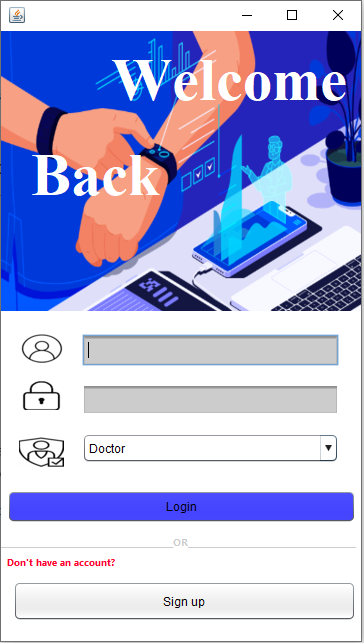 Welcome
Back
Doctor
Login
OR
Don't have an account?
Sign up